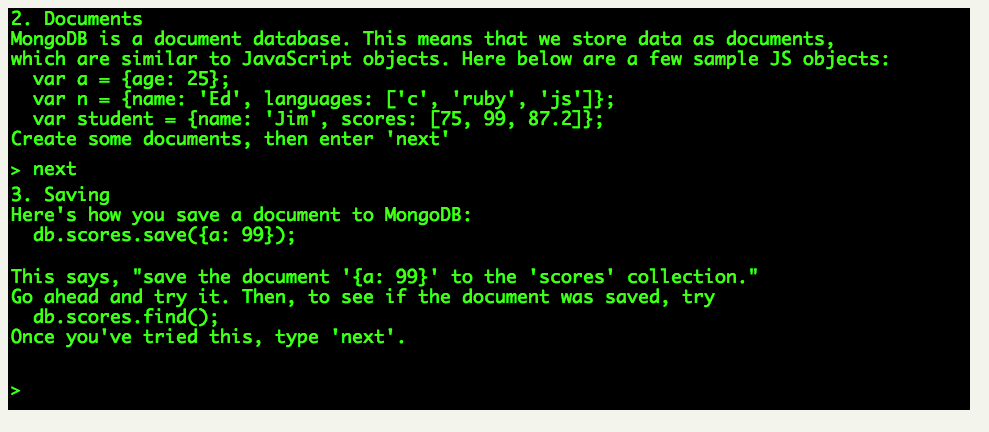 2. Documents
MongoDB is a document database. This means that we store data as documents,
which are similar to JavaScript objects. Here below are a few sample JS objects:
  var a = {age: 25};
  var n = {name: 'Ed', languages: ['c', 'ruby', 'js']};
  var student = {name: 'Jim', scores: [75, 99, 87.2]};
Create some documents, then enter 'next'
> next
3. Saving
Here's how you save a document to MongoDB:
  db.scores.save({a: 99});
This says, "save the document '{a: 99}' to the 'scores' collection."
Go ahead and try it. Then, to see if the document was saved, try
  db.scores.find();
Once you've tried this, type 'next'.
>